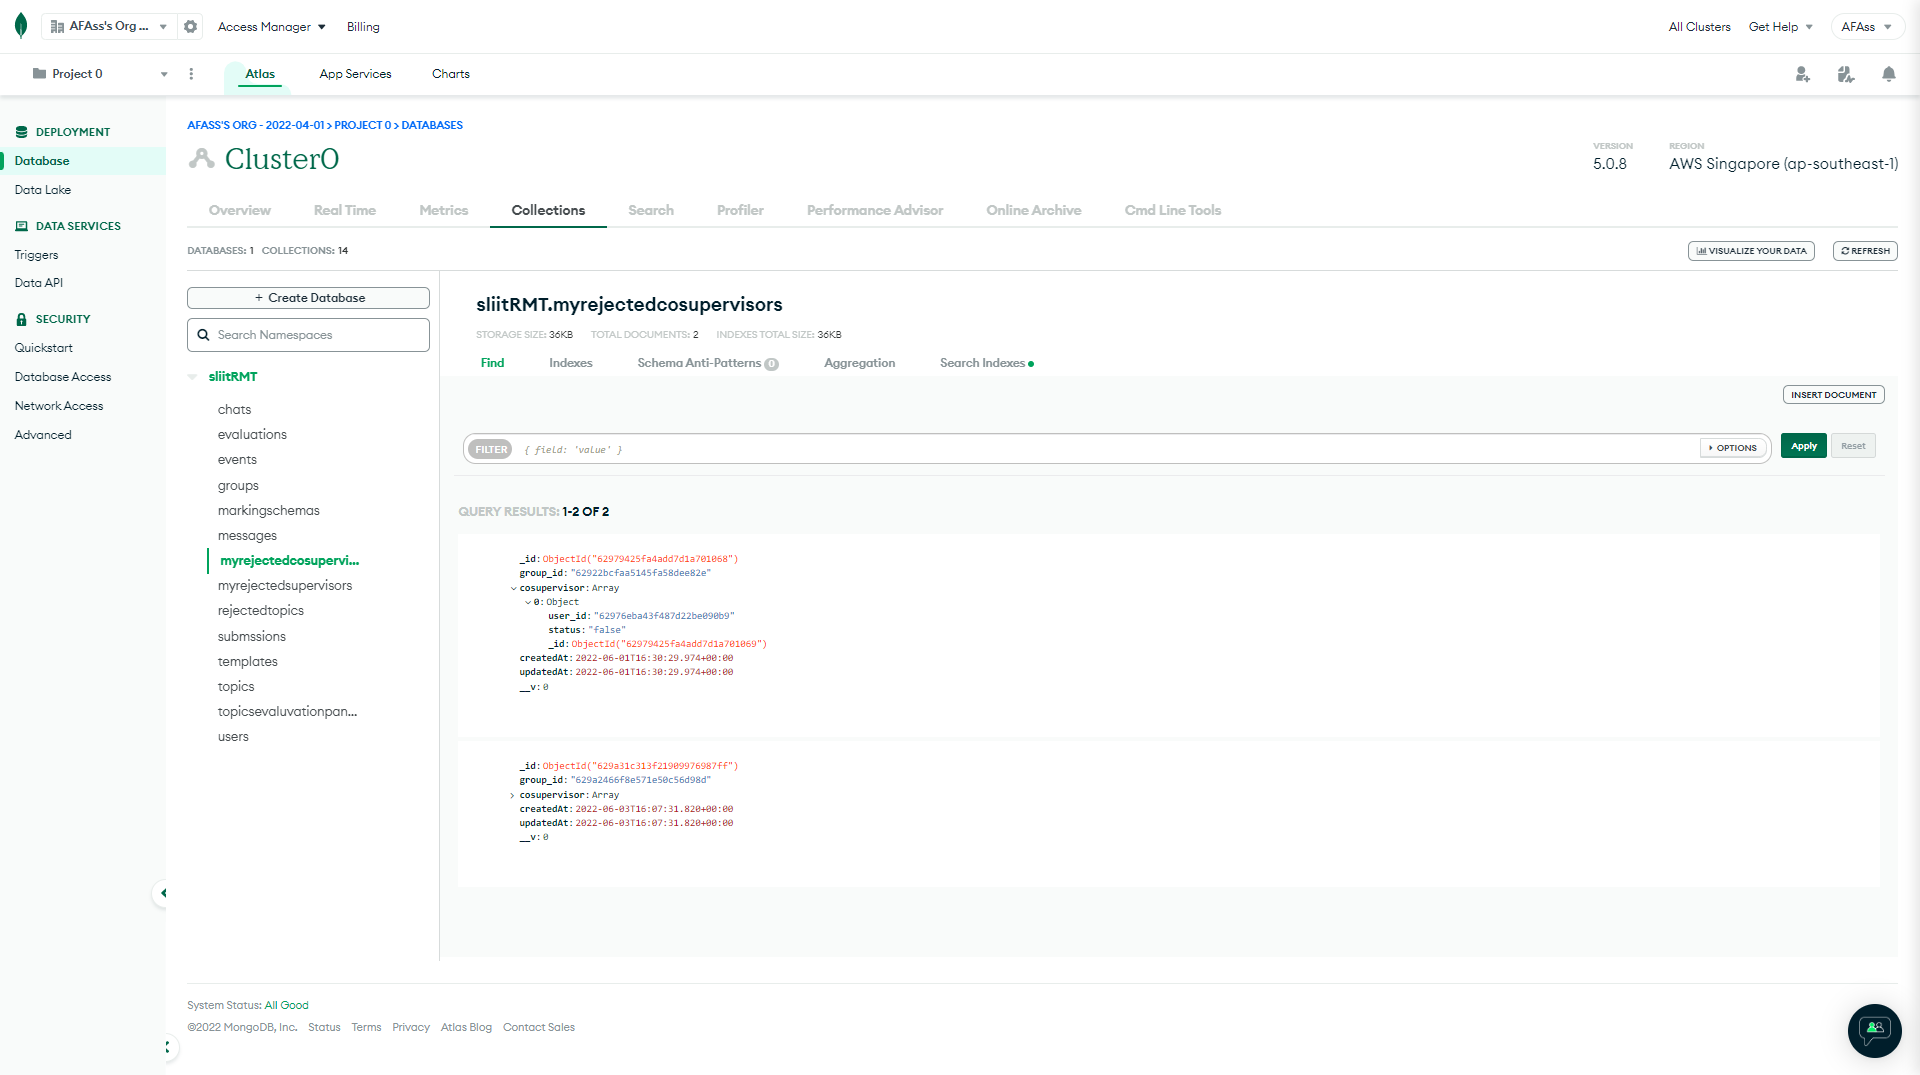 AFAss's Org ...
Access Manager
Billing
All Clusters
Get Help
AFAss
Project 0
Atlas
App Services
Charts
DEPLOYMENT
Database
Data Lake
DATA SERVICES
Triggers
Data API
SECURITY
Quickstart
Database Access
Network Access
Advanced
AFASS'S ORG - 2022-04-01 > PROJECT 0 > DATABASES
Cluster0
VERSION
5.0.8
REGION
AWS Singapore (ap-southeast-1)
Overview
Real Time
Metrics
Collections
Search
Profiler
Performance Advisor
Online Archive
Cmd Line Tools
DATABASES: 1 COLLECTIONS: 14
VISUALIZE YOUR DATA
REFRESH
+ Create Database
Search Namespaces
sliitRMT
chats
evaluations
events
groups
markingschemas
messages
myrejectedcosupervi...
myrejectedsupervisors
rejectedtopics
submssions
templates
topics
topicsevaluvationpan...
users
sliitRMT.myrejectedcosupervisors
STORAGE SIZE: 36KB TOTAL DOCUMENTS: 2 INDEXES TOTAL SIZE: 36KB
Find
Indexes
Schema Anti-Patterns 0
Aggregation
Search Indexes
INSERT DOCUMENT
FILTER { field: 'value' }
OPTIONS
Apply
Reset
QUERY RESULTS: 1-2 OF 2
_id: ObjectId("62979425fa4add7d1a701068")
group_id: "62922bcfaa5145fa58dee82e"
cosupervisor: Array
0: Object
user_id: "62976eba43f487d22be090b9"
status: "false"
_id: ObjectId("62979425fa4add7d1a701069")
createdAt: 2022-06-01T16:30:29.974+00:00
updatedAt: 2022-06-01T16:30:29.974+00:00
__v: 0
_id: ObjectId("629a31c313f21909976987ff")
group_id: "629a2466f8e571e50c56d98d"
cosupervisor: Array
createdAt: 2022-06-03T16:07:31.820+00:00
updatedAt: 2022-06-03T16:07:31.820+00:00
__v: 0
System Status: All Good
©2022 MongoDB, Inc. Status Terms Privacy Atlas Blog Contact Sales